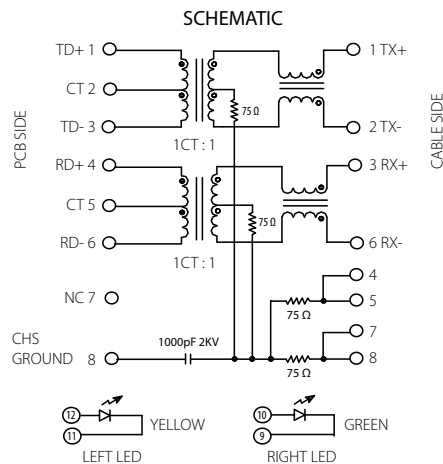 SCHEMATIC
TD+ 1
1 TX+
CT 2
75 Ω
TD- 3
2 TX-
1CT : 1
PCB SIDE
CABLE SIDE
RD+ 4
3 RX+
CT 5
75 Ω
RD- 6
6 RX-
1CT : 1
4
NC 7
5
75 Ω
7
CHS
GROUND 8
1000pF 2KV
8
75 Ω
12
YELLOW
11
LEFT LED
10
GREEN
9
RIGHT LED